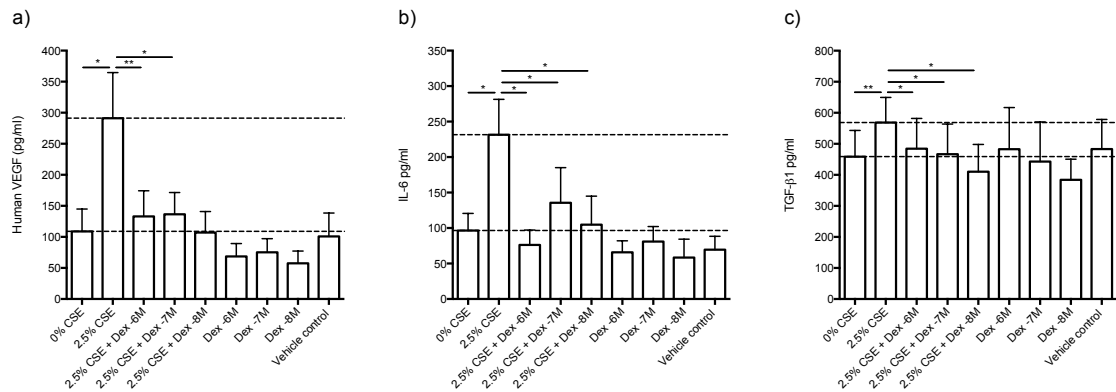 a)
Human VEGF (pg/ml)
400
350
300
250
200
150
100
50
0
*
**
*
0% CSE
2.5% CSE
2.5% CSE + Dex -6M
2.5% CSE + Dex -7M
2.5% CSE + Dex -8M
Dex -6M
Dex -7M
Dex -8M
Vehicle control
b)
IL-6 pg/ml
350
300
250
200
150
100
50
0
*
*
*
*
0% CSE
2.5% CSE
2.5% CSE + Dex -6M
2.5% CSE + Dex -7M
2.5% CSE + Dex -8M
Dex -6M
Dex -7M
Dex -8M
Vehicle control
c)
TGF-β1 pg/ml
800
700
600
500
400
300
200
100
0
*
*
**
*
0% CSE
2.5% CSE
2.5% CSE + Dex -6M
2.5% CSE + Dex -7M
2.5% CSE + Dex -8M
Dex -6M
Dex -7M
Dex -8M
Vehicle control